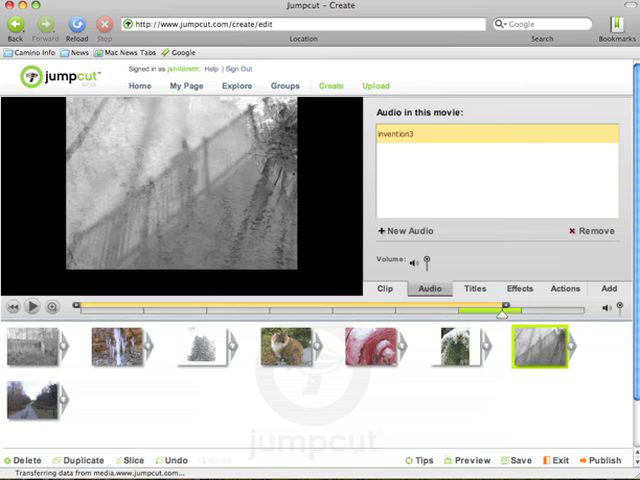 Jumpcut - Create
http://www.jumpcut.com/create/edit
Google
Back Forward Reload Stop Location Search Bookmarks
Camino Info News Mac News Tabs Google
Signed in as jshildreth: Help | Sign Out
jumpcut™
BETA
Home My Page Explore Groups Create Upload
Audio in this movie:
invention3
New Audio Remove
Volume:
Clip Audio Titles Effects Actions Add
jumpcut
Delete Duplicate Slice Undo Redo Tips Preview Save Exit Publish
Transferring data from media.www.jumpcut.com...